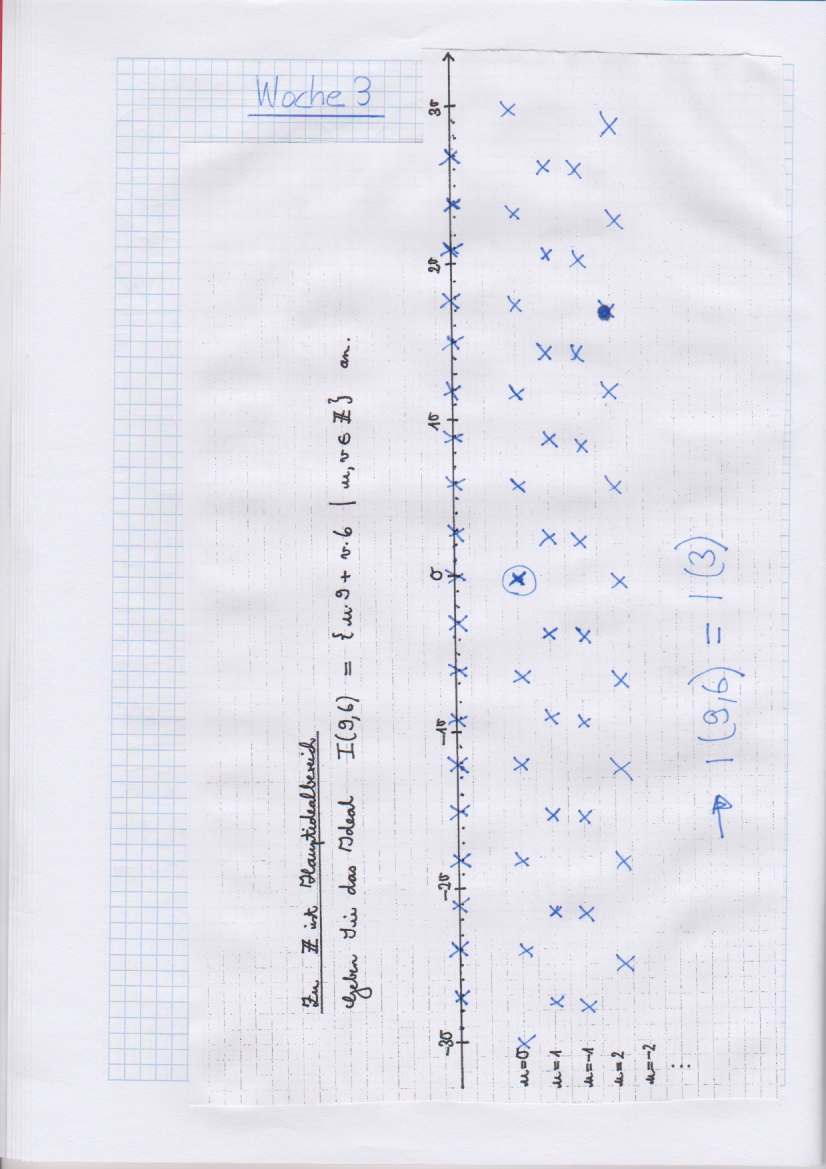 Woche 3
Zu ℤ ist Hauptidealbereich
Geben Sie das Ideal I(9,6) = {u·9 + v·6 | u,v ∈ ℤ} an.
-30 -20 -10 0 10 20 30
u=0
u=1
u=-1
u=2
u=-2
⋮
→ I(9,6) = I(3)